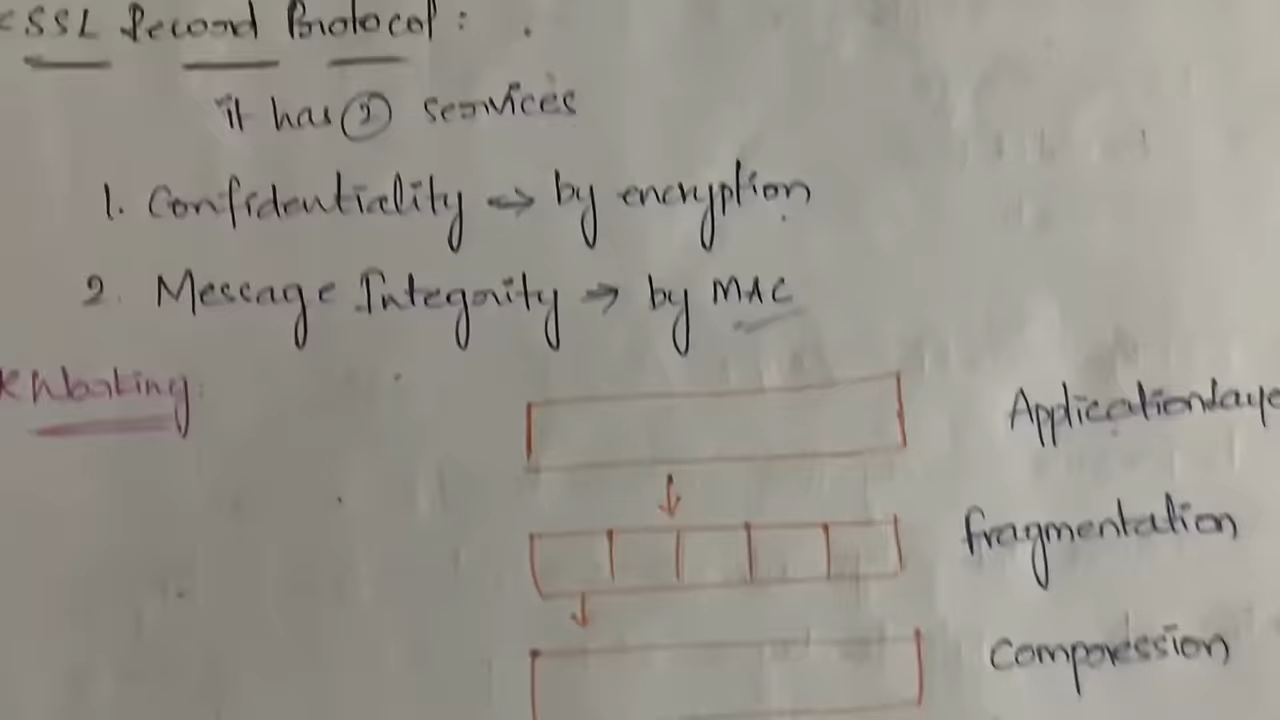 SSL Record Protocol:
it has ② services
1. Confidentiality → by encryption
2. Message Integrity → by MAC
Working:
Application laye
fragmentation
Compression